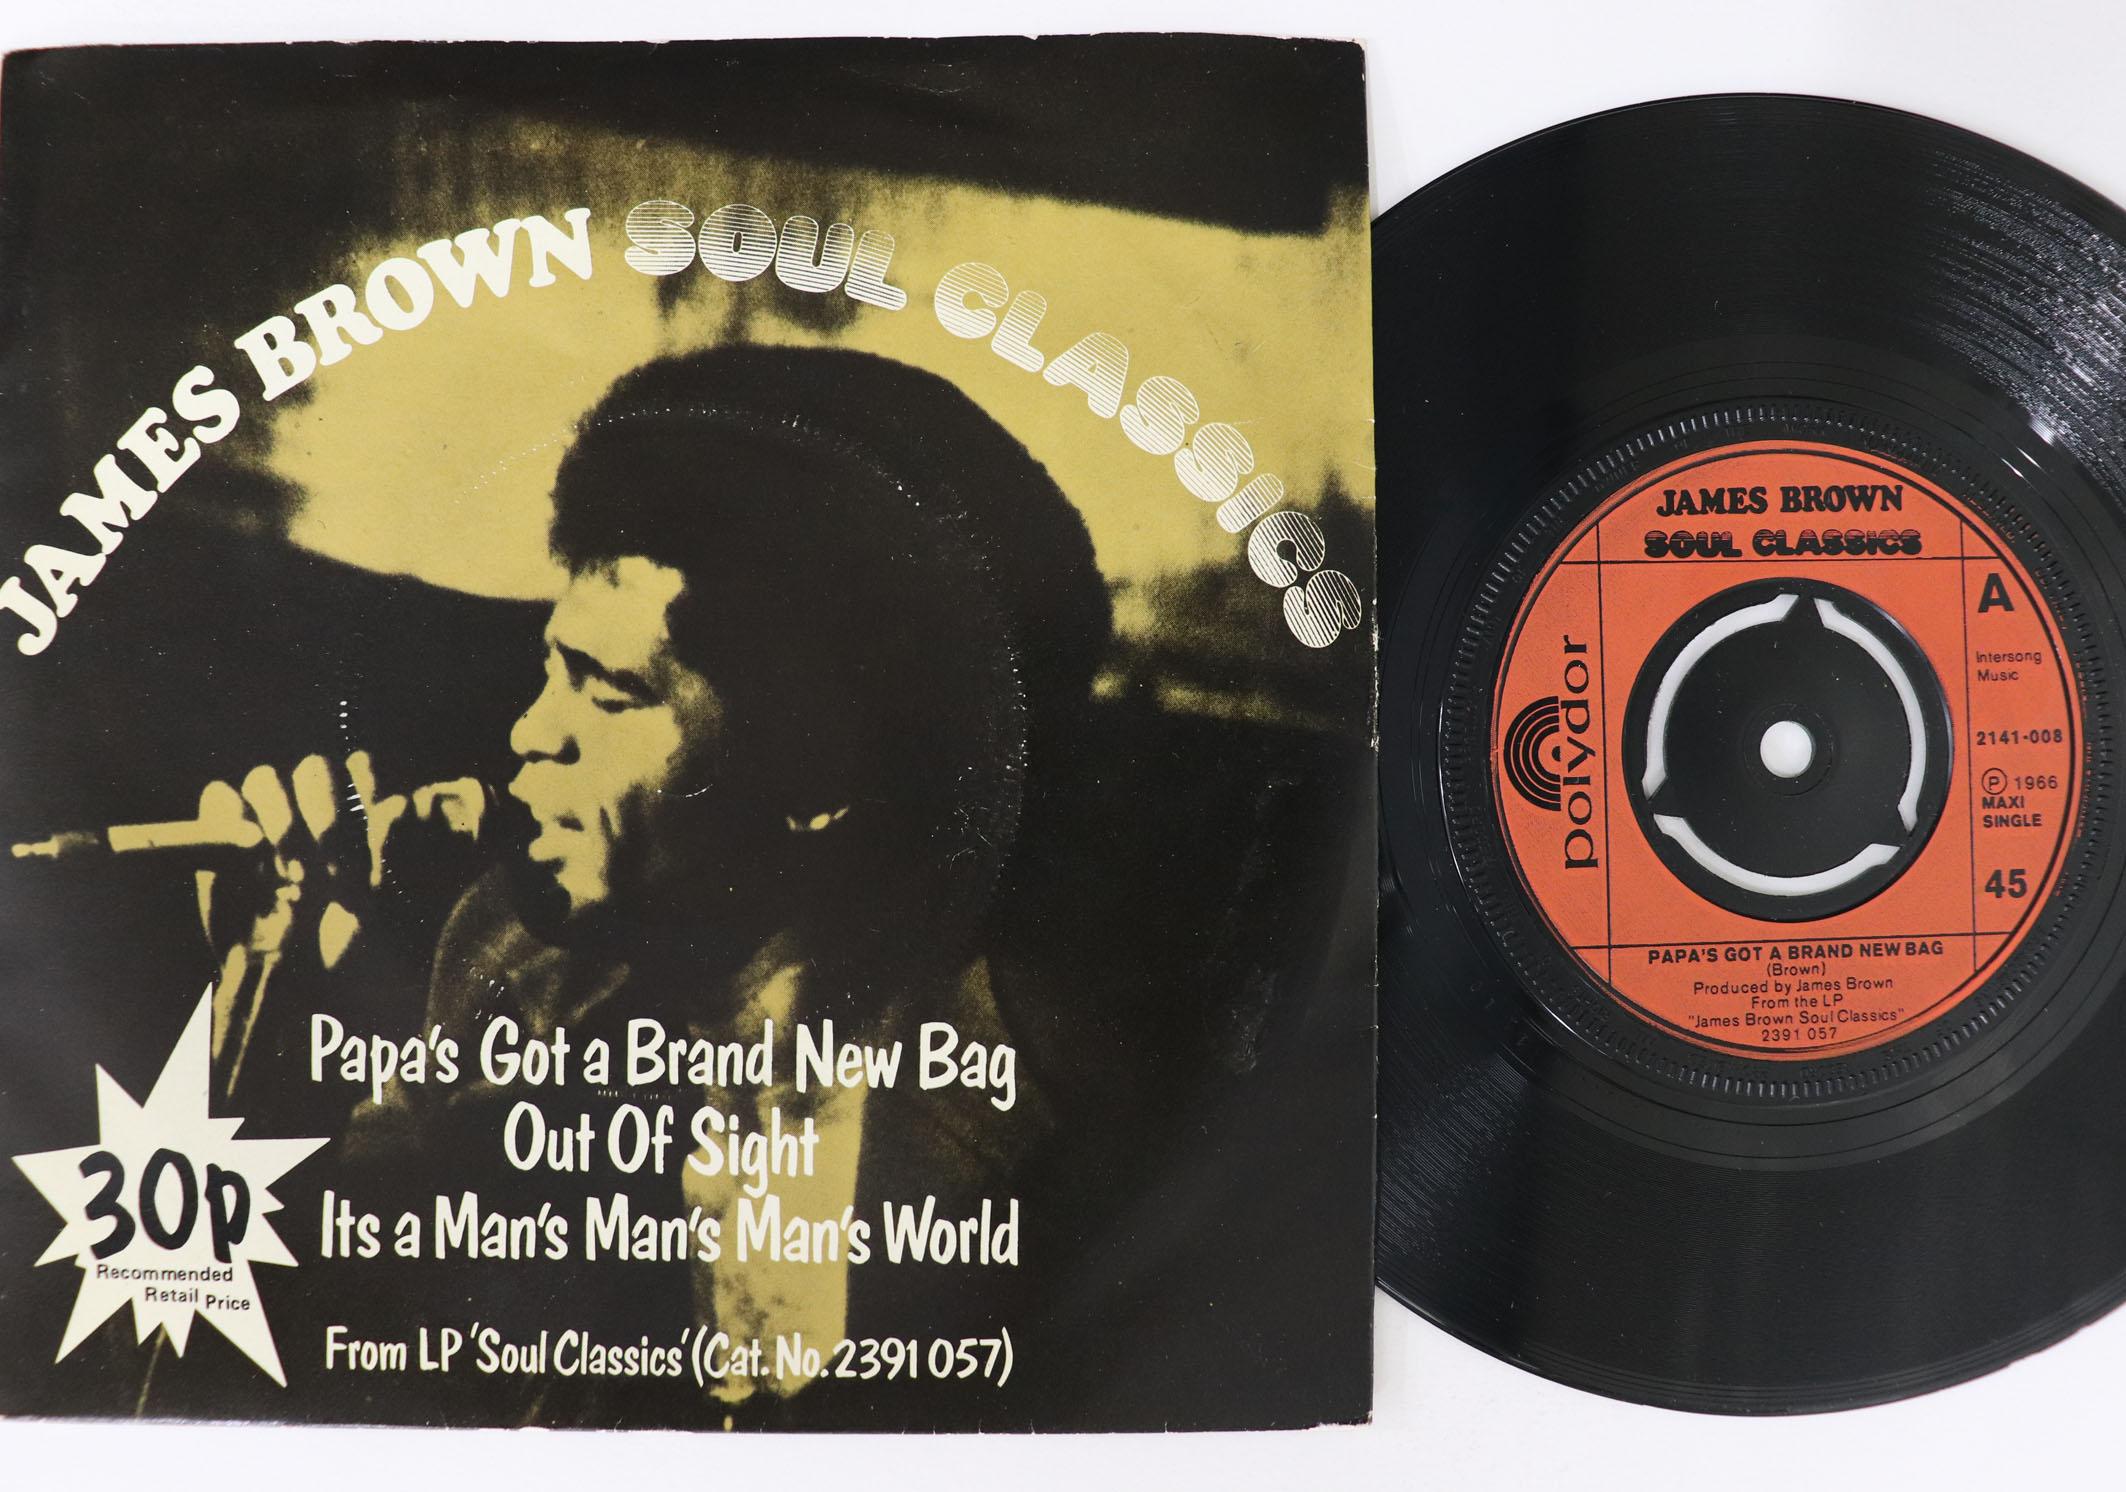 JAMES BROWN SOUL CLASSICS
Papa's Got a Brand New Bag
Out Of Sight
Its a Man's Man's Man's World
From LP 'Soul Classics' (Cat. No. 2391 057)
30p
Recommended
Retail Price
JAMES BROWN
SOUL CLASSICS
polydor
A
Intersong
Music
2141-008
Ⓟ 1966
MAXI
SINGLE
45
PAPA'S GOT A BRAND NEW BAG
(Brown)
Produced by James Brown
From the LP
"James Brown Soul Classics"
2391 057